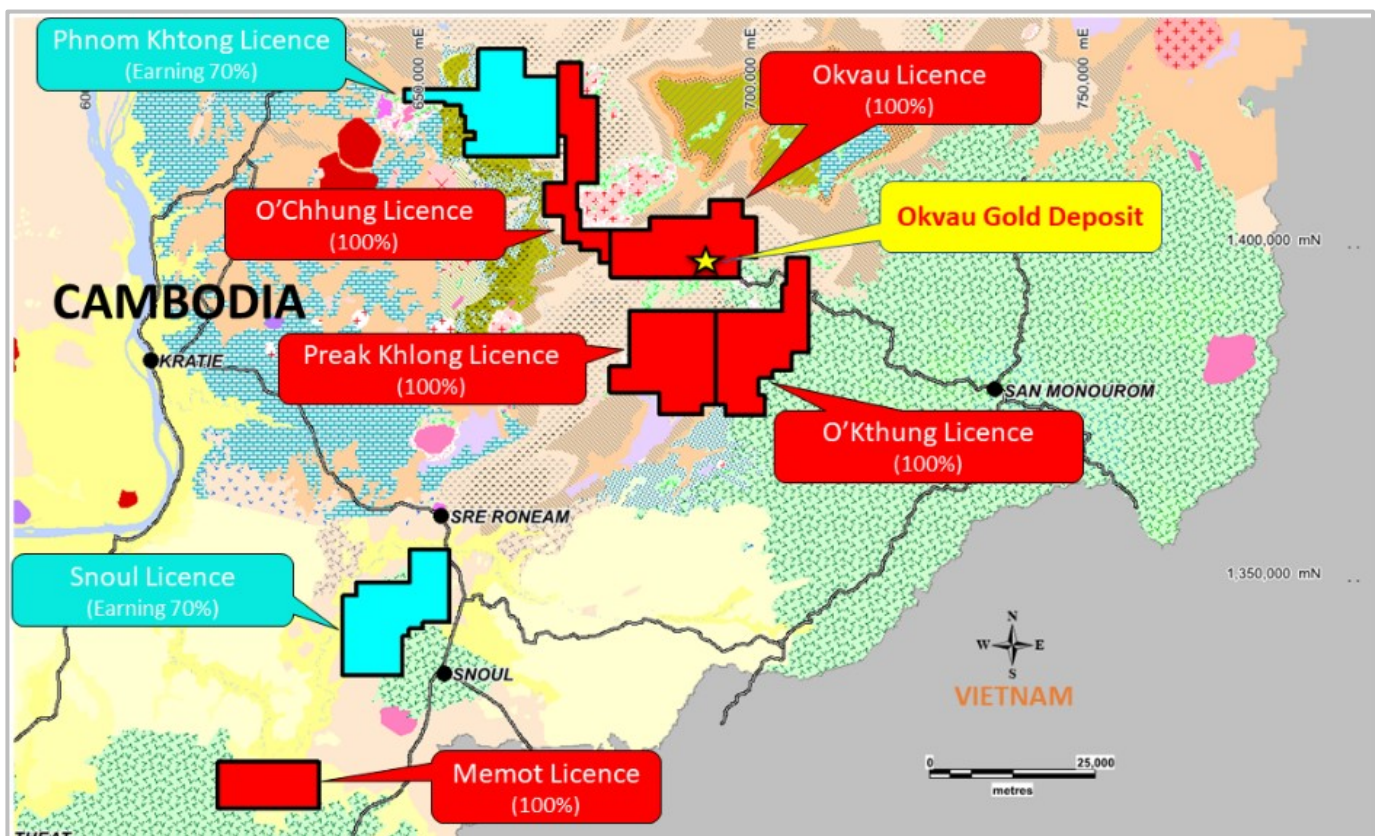 Phnom Khtong Licence
(Earning 70%)
650,000 mE
700,000 mE
750,000 mE
Okvau Licence
(100%)
O'Chhung Licence
(100%)
Okvau Gold Deposit
1,400,000 mN
CAMBODIA
Preak Khlong Licence
(100%)
KRATIE
SAN MONOUROM
O'Kthung Licence
(100%)
SRE RONEAM
Snoul Licence
(Earning 70%)
1,350,000 mN
N
W E
S
SNOUL
VIETNAM
Memot Licence
(100%)
0 25,000
metres